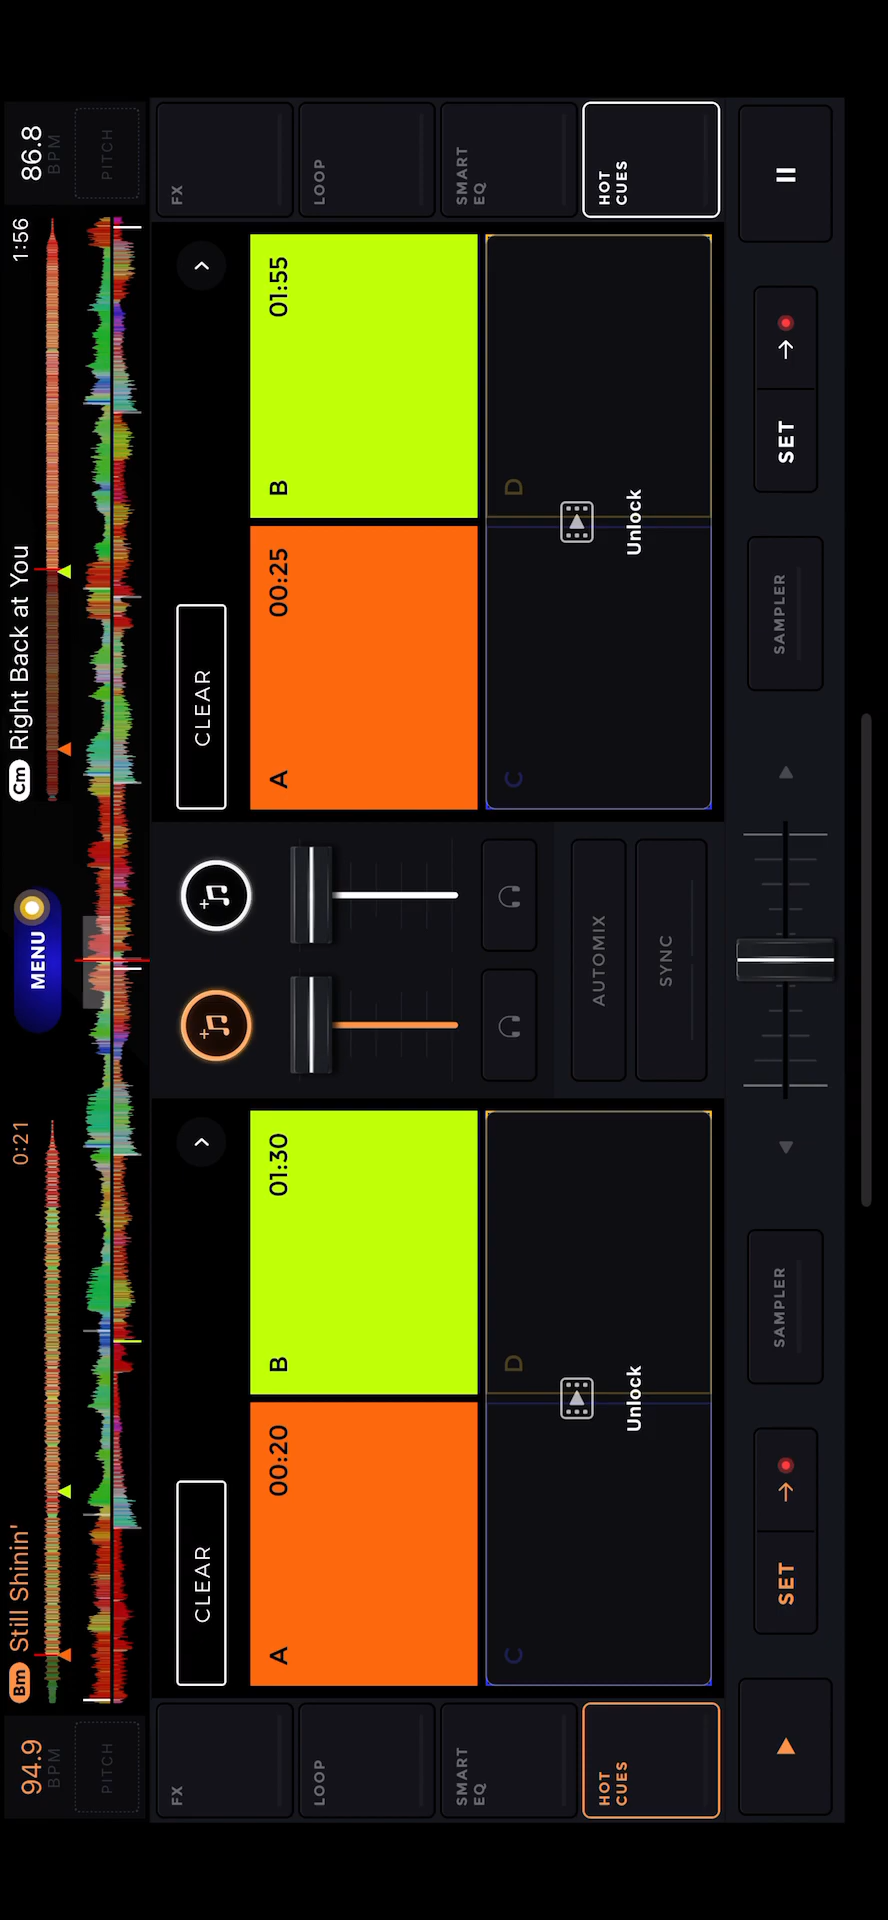 94.9
BPM
PITCH
Bm Still Shinin'
0:21
MENU
Cm Right Back at You
1:56
86.8
BPM
PITCH
FX
LOOP
SMART
EQ
HOT
CUES
CLEAR
A
00:20
B
01:30
C
D
Unlock
AUTOMIX
SYNC
CLEAR
A
00:25
B
01:55
C
D
Unlock
FX
LOOP
SMART
EQ
HOT
CUES
SET
SAMPLER
SAMPLER
SET